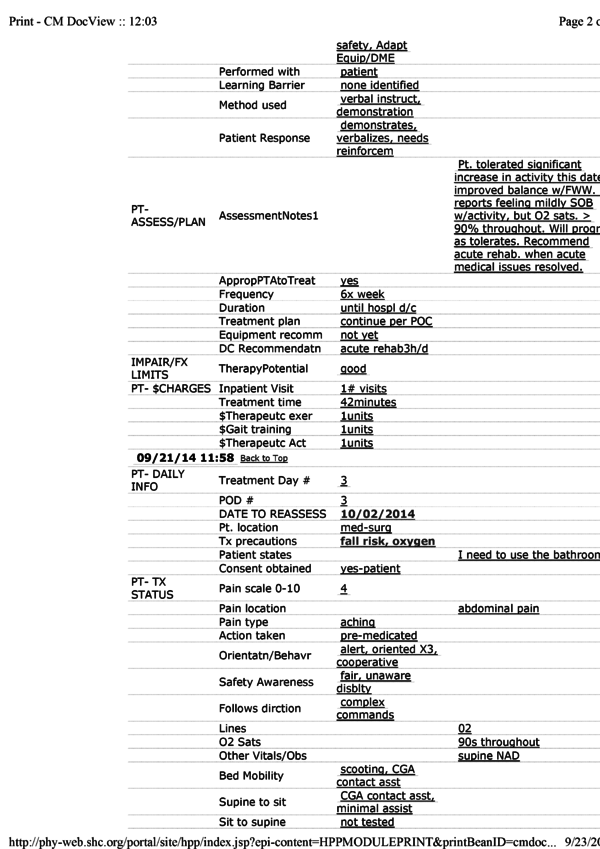 Print - CM DocView :: 12:03 Page 2 o
safety, Adapt
Equip/DME
Performed with patient
Learning Barrier none identified
Method used verbal instruct,
demonstration
Patient Response demonstrates,
verbalizes, needs
reinforcem
PT-
ASSESS/PLAN AssessmentNotes1 Pt. tolerated significant
increase in activity this date
improved balance w/FWW.
reports feeling mildly SOB
w/activity, but O2 sats. >
90% throughout. Will progr
as tolerates. Recommend
acute rehab. when acute
medical issues resolved.
AppropPTAtoTreat yes
Frequency 6x week
Duration until hospl d/c
Treatment plan continue per POC
Equipment recomm not yet
DC Recommendatn acute rehab3h/d
IMPAIR/FX
LIMITS TherapyPotential good
PT- $CHARGES Inpatient Visit 1# visits
Treatment time 42minutes
$Therapeutc exer 1units
$Gait training 1units
$Therapeutc Act 1units
09/21/14 11:58 Back to Top
PT- DAILY
INFO Treatment Day # 3
POD # 3
DATE TO REASSESS 10/02/2014
Pt. location med-surg
Tx precautions fall risk, oxygen
Patient states I need to use the bathroon
Consent obtained yes-patient
PT- TX
STATUS Pain scale 0-10 4
Pain location abdominal pain
Pain type aching
Action taken pre-medicated
Orientatn/Behavr alert, oriented X3,
cooperative
Safety Awareness fair, unaware
disblty
Follows dirction complex
commands
Lines 02
O2 Sats 90s throughout
Other Vitals/Obs supine NAD
Bed Mobility scooting, CGA
contact asst
Supine to sit CGA contact asst,
minimal assist
Sit to supine not tested
http://phy-web.shc.org/portal/site/hpp/index.jsp?epi-content=HPPMODULEPRINT&printBeanID=cmdoc... 9/23/20